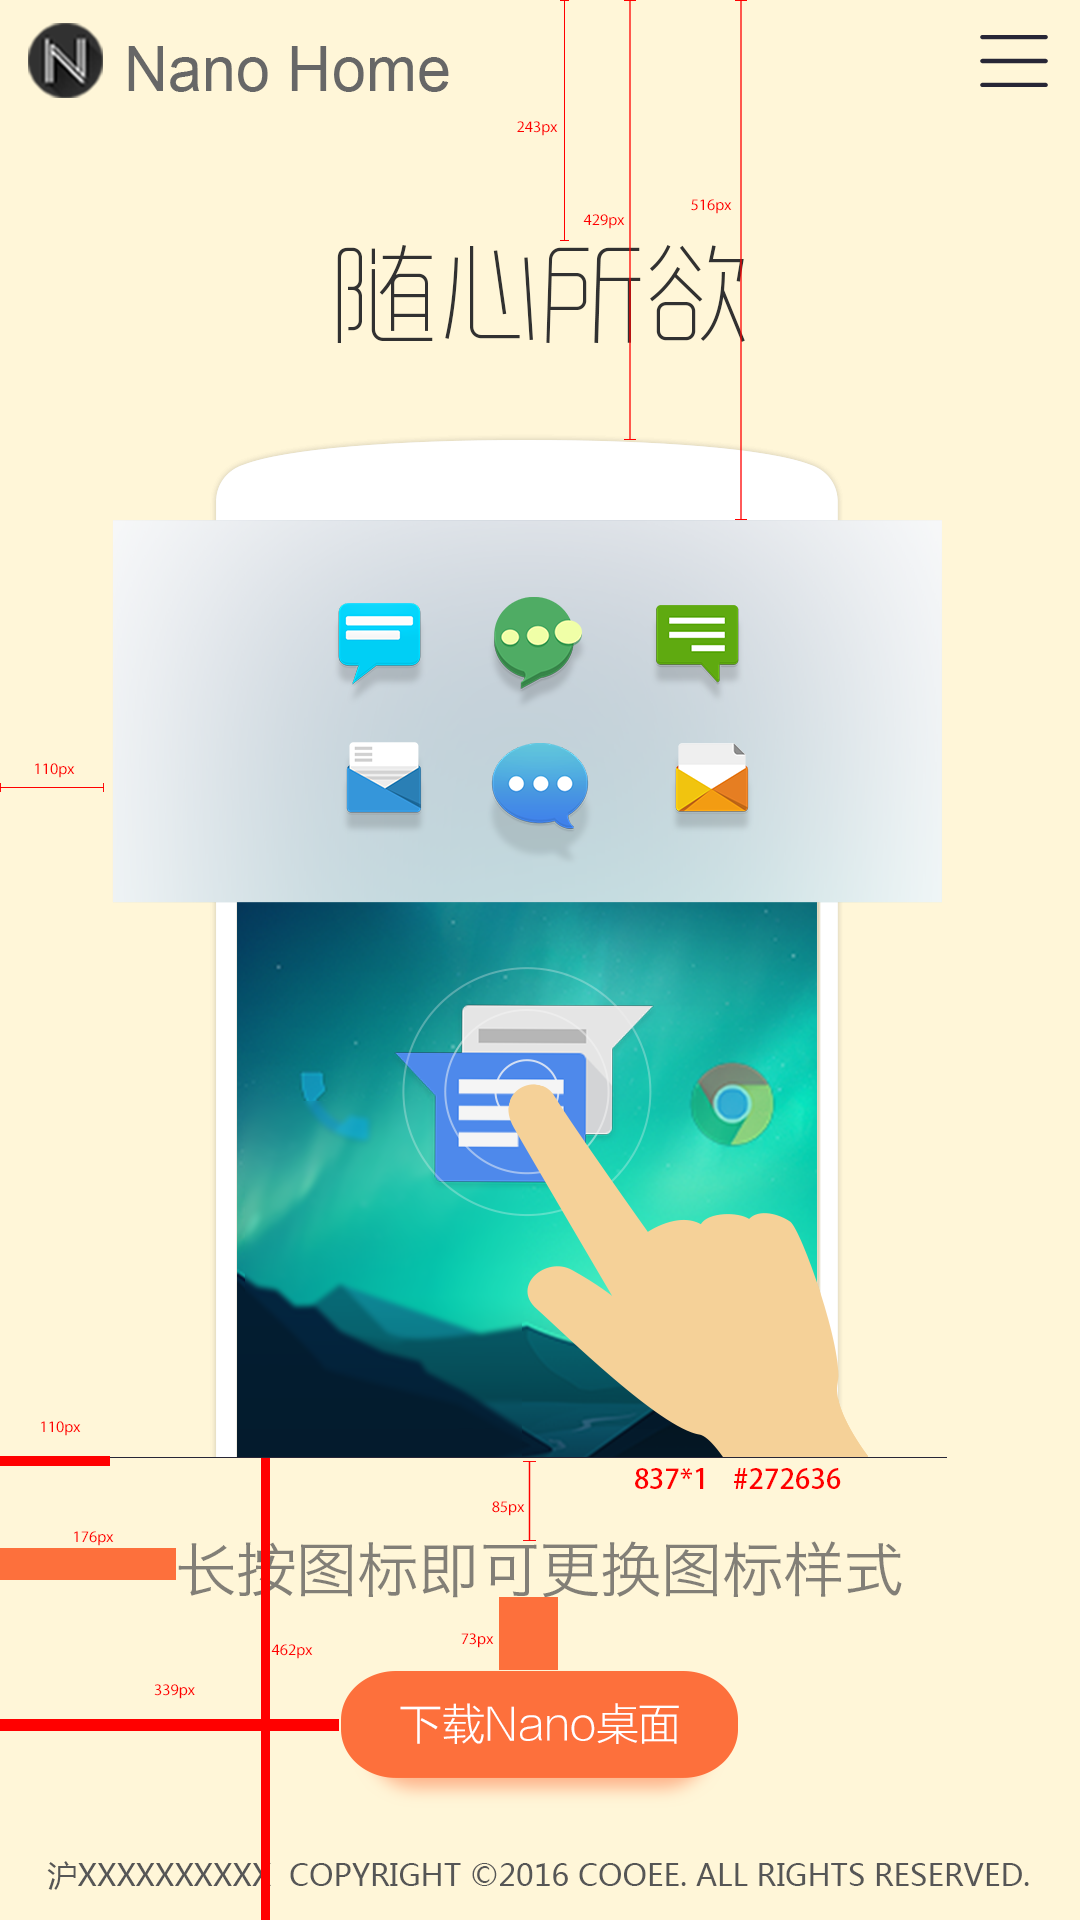 Nano Home
243px
516px
429px
随心所欲
110px
110px
837*1 #272636
85px
176px
长按图标即可更换图标样式
73px
462px
339px
下载Nano桌面
沪XXXXXXXXXX COPYRIGHT ©2016 COOEE. ALL RIGHTS RESERVED.